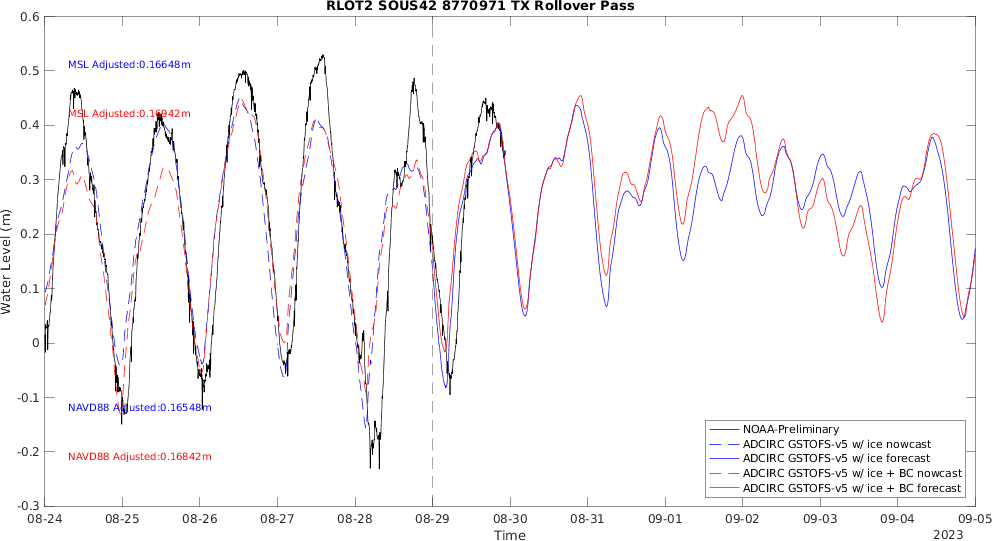 RLOT2 SOUS42 8770971 TX Rollover Pass
0.6
0.5
0.4
0.3
0.2
0.1
0
-0.1
-0.2
-0.3
Water Level (m)
MSL Adjusted:0.16648m
MSL Adjusted:0.16942m
NAVD88 Adjusted:0.16548m
NAVD88 Adjusted:0.16842m
NOAA-Preliminary
ADCIRC GSTOFS-v5 w/ ice nowcast
ADCIRC GSTOFS-v5 w/ ice forecast
ADCIRC GSTOFS-v5 w/ ice + BC nowcast
ADCIRC GSTOFS-v5 w/ ice + BC forecast
08-24 08-25 08-26 08-27 08-28 08-29 08-30 08-31 09-01 09-02 09-03 09-04 09-05
Time
2023